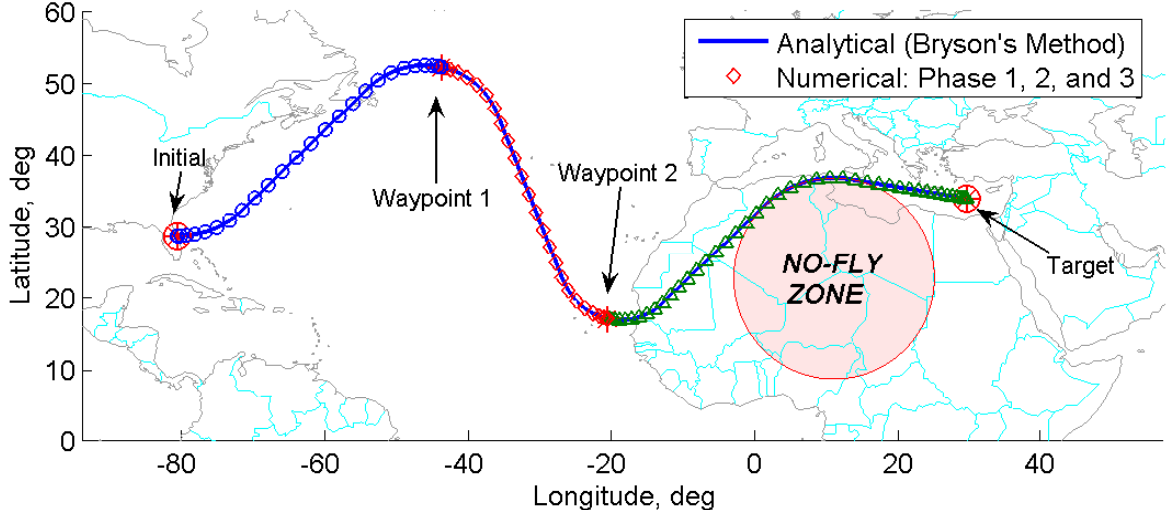 60
50
40
30
20
10
0
Latitude, deg
Analytical (Bryson's Method)
Numerical: Phase 1, 2, and 3
Initial
Waypoint 1
Waypoint 2
NO-FLY
ZONE
Target
-80
-60
-40
-20
0
20
40
Longitude, deg